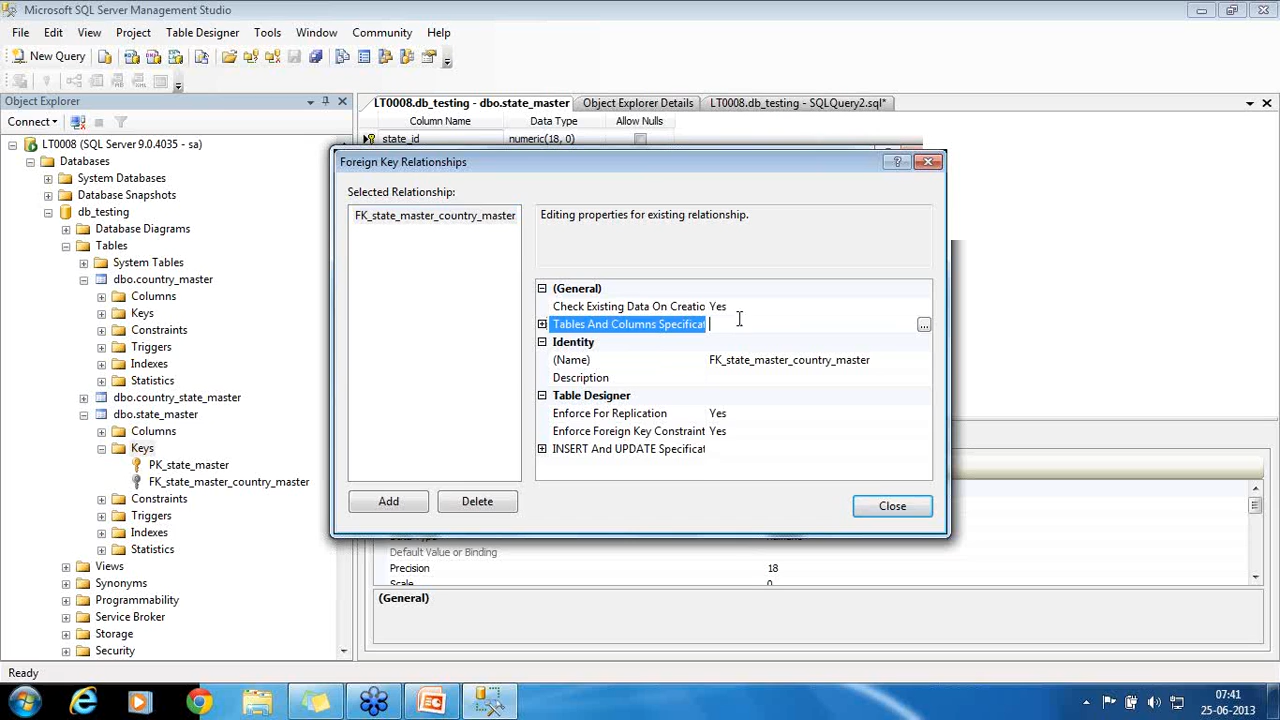 Microsoft SQL Server Management Studio
File Edit View Project Table Designer Tools Window Community Help
New Query
Object Explorer
Connect
LT0008 (SQL Server 9.0.4035 - sa)
Databases
System Databases
Database Snapshots
db_testing
Database Diagrams
Tables
System Tables
dbo.country_master
Columns
Keys
Constraints
Triggers
Indexes
Statistics
dbo.country_state_master
dbo.state_master
Columns
Keys
PK_state_master
FK_state_master_country_master
Constraints
Triggers
Indexes
Statistics
Views
Synonyms
Programmability
Service Broker
Storage
Security
LT0008.db_testing - dbo.state_master
Object Explorer Details
LT0008.db_testing - SQLQuery2.sql*
Column Name Data Type Allow Nulls
state_id numeric(18, 0)
Foreign Key Relationships
Selected Relationship:
FK_state_master_country_master
Editing properties for existing relationship.
(General)
Check Existing Data On Creatio Yes
Tables And Columns Specificat
...
Identity
(Name) FK_state_master_country_master
Description
Table Designer
Enforce For Replication Yes
Enforce Foreign Key Constraint Yes
INSERT And UPDATE Specificat
Add
Delete
Close
Default Value or Binding
Precision 18
Scale 0
(General)
Ready
07:41
25-06-2013